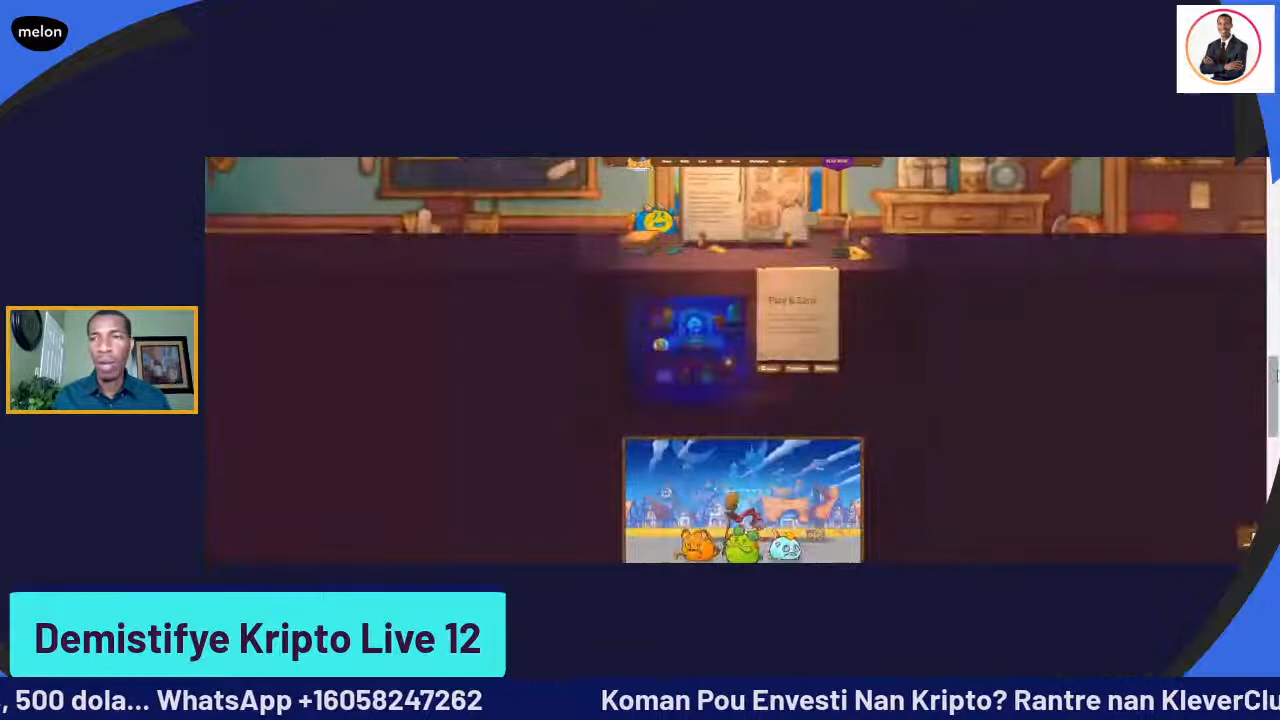 melon
Play & Earn
Demistifye Kripto Live 12
, 500 dola... WhatsApp +16058247262
Koman Pou Envesti Nan Kripto? Rantre nan KleverClu